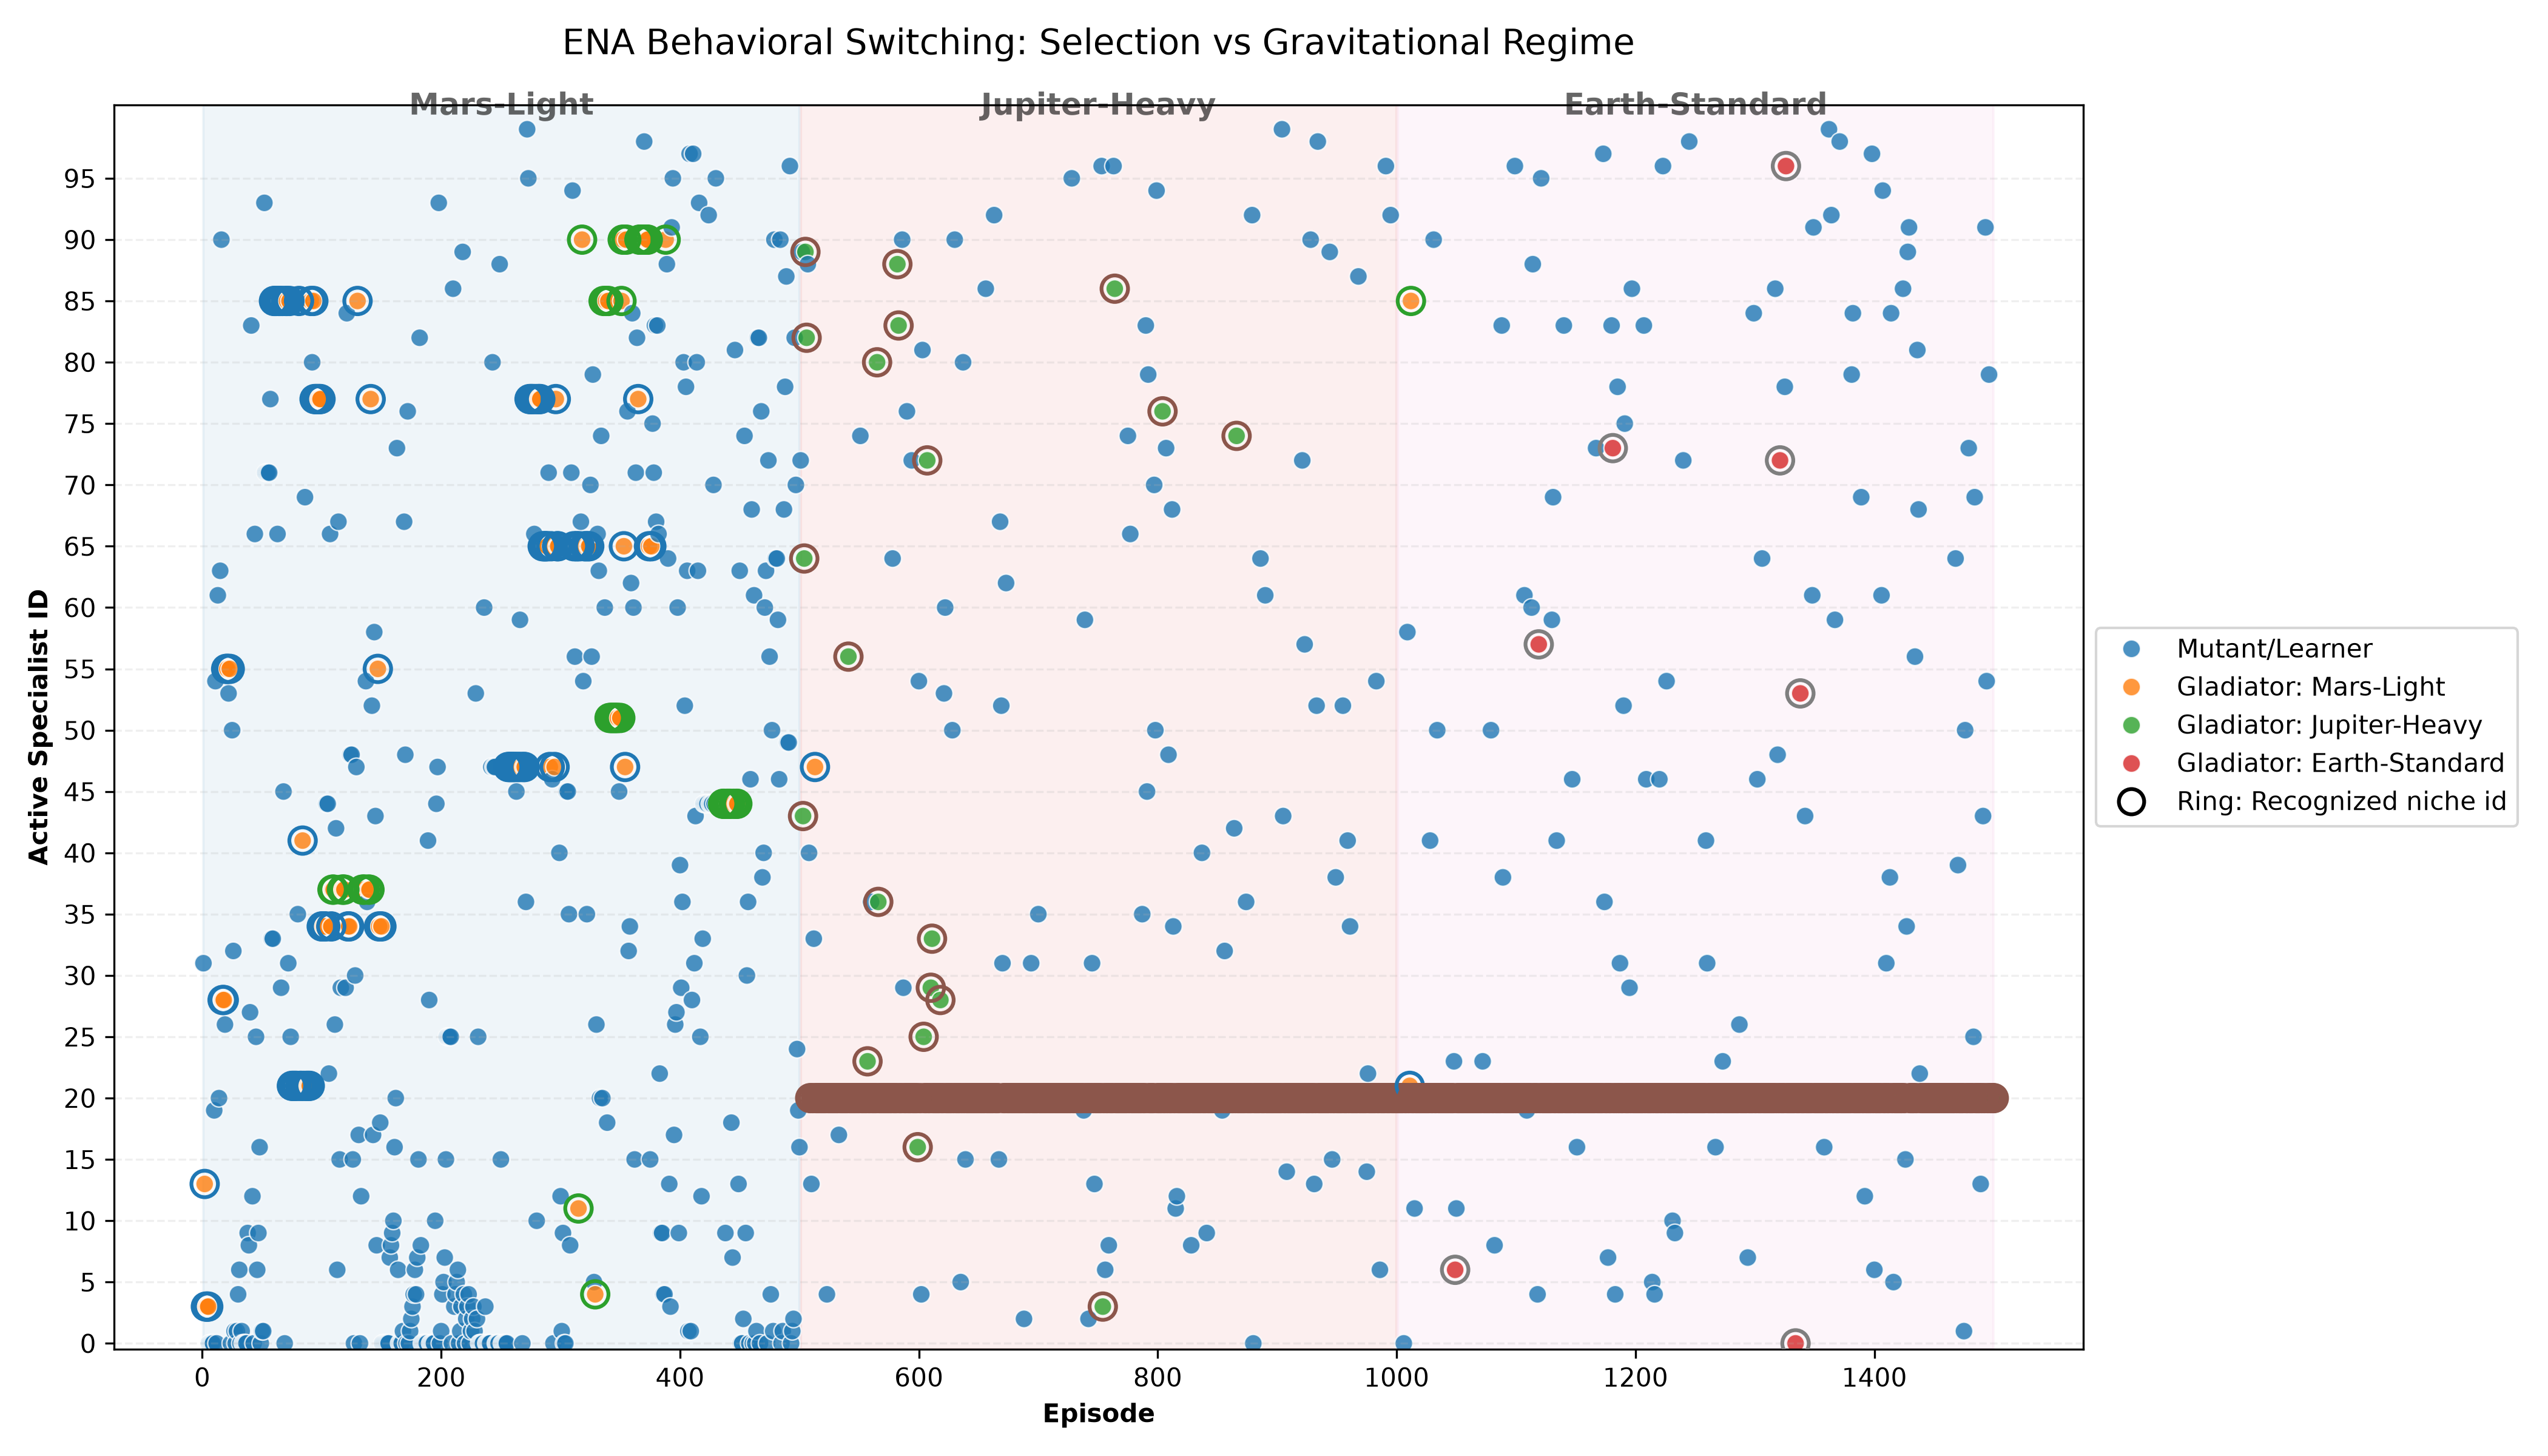 ENA Behavioral Switching: Selection vs Gravitational Regime
Mars-Light
Jupiter-Heavy
Earth-Standard
95
90
85
80
75
70
65
60
55
50
45
40
35
30
25
20
15
10
5
0
Active Specialist ID
0
200
400
600
800
1000
1200
1400
Episode
Mutant/Learner
Gladiator: Mars-Light
Gladiator: Jupiter-Heavy
Gladiator: Earth-Standard
Ring: Recognized niche id